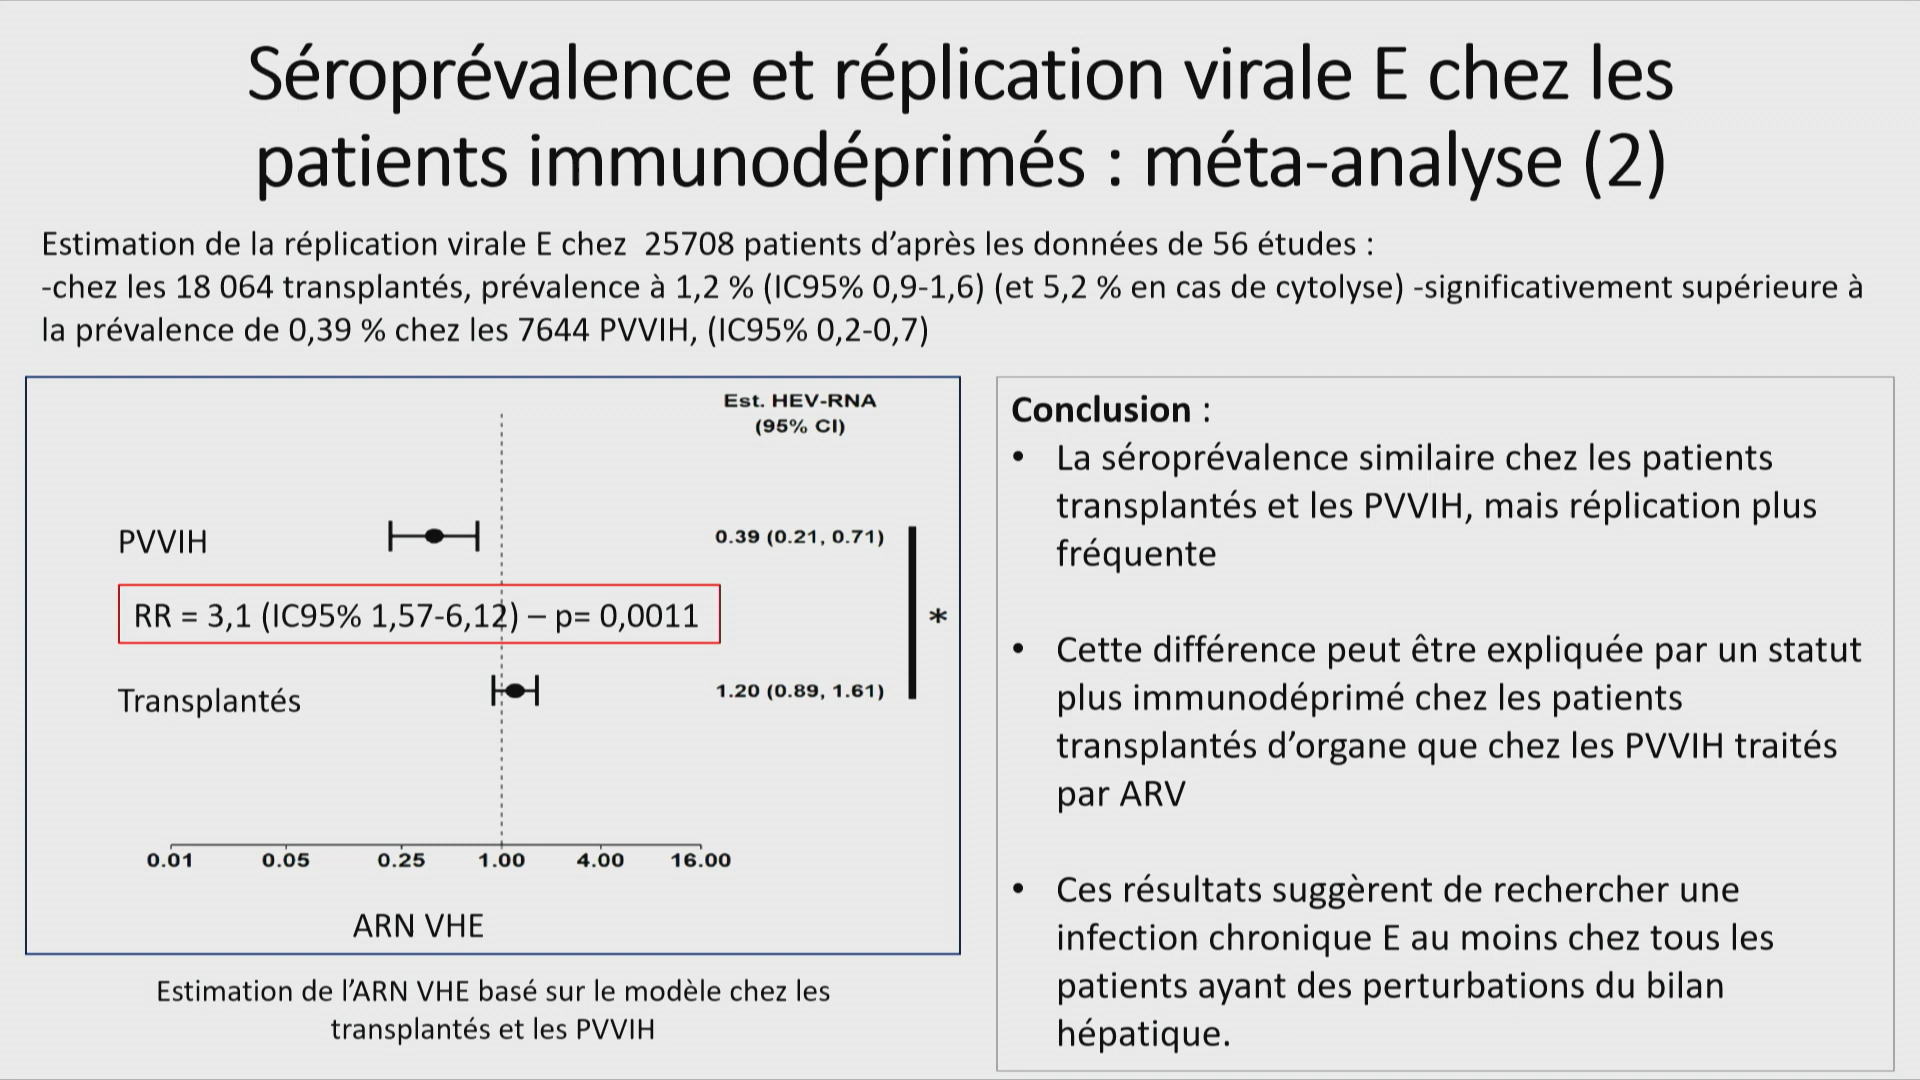 Séroprévalence et réplication virale E chez les
patients immunodéprimés : méta-analyse (2)
Estimation de la réplication virale E chez 25708 patients d’après les données de 56 études :
-chez les 18 064 transplantés, prévalence à 1,2 % (IC95% 0,9-1,6) (et 5,2 % en cas de cytolyse) -significativement supérieure à
la prévalence de 0,39 % chez les 7644 PVVIH, (IC95% 0,2-0,7)
Est. HEV-RNA
(95% CI)
PVVIH
0.39 (0.21, 0.71)
RR = 3,1 (IC95% 1,57-6,12) – p= 0,0011
*
Transplantés
1.20 (0.89, 1.61)
0.01 0.05 0.25 1.00 4.00 16.00
ARN VHE
Estimation de l’ARN VHE basé sur le modèle chez les
transplantés et les PVVIH
Conclusion :
• La séroprévalence similaire chez les patients
transplantés et les PVVIH, mais réplication plus
fréquente
• Cette différence peut être expliquée par un statut
plus immunodéprimé chez les patients
transplantés d’organe que chez les PVVIH traités
par ARV
• Ces résultats suggèrent de rechercher une
infection chronique E au moins chez tous les
patients ayant des perturbations du bilan
hépatique.